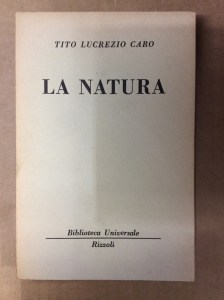 TITO LUCREZIO CARO
LA NATURA
Biblioteca Universale
Rizzoli